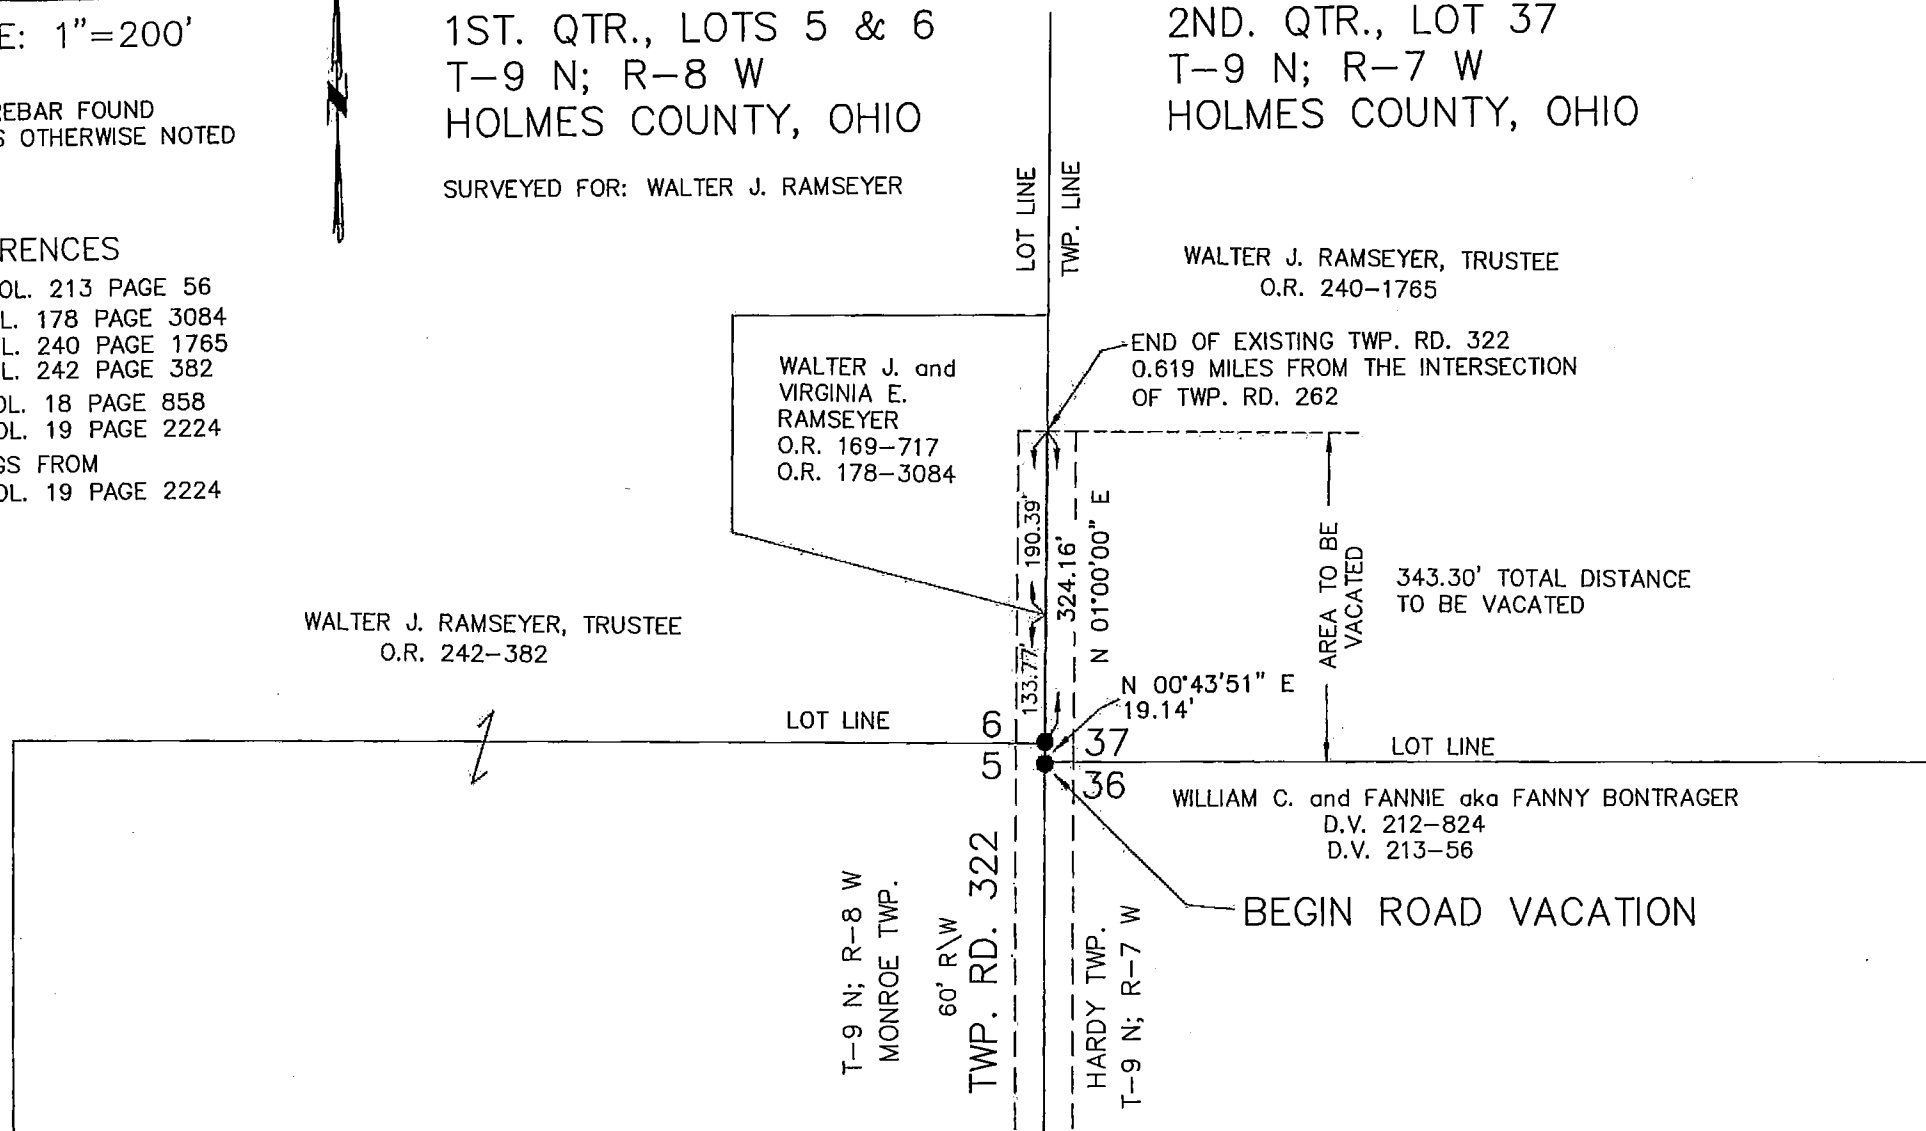 E: 1"=200'
REBAR FOUND
S OTHERWISE NOTED
RENCES
OL. 213 PAGE 56
L. 178 PAGE 3084
L. 240 PAGE 1765
L. 242 PAGE 382
OL. 18 PAGE 858
OL. 19 PAGE 2224
GS FROM
OL. 19 PAGE 2224
N
1ST. QTR., LOTS 5 & 6
T-9 N; R-8 W
HOLMES COUNTY, OHIO
SURVEYED FOR: WALTER J. RAMSEYER
2ND. QTR., LOT 37
T-9 N; R-7 W
HOLMES COUNTY, OHIO
LOT LINE
TWP. LINE
WALTER J. RAMSEYER, TRUSTEE
O.R. 240-1765
END OF EXISTING TWP. RD. 322
0.619 MILES FROM THE INTERSECTION
OF TWP. RD. 262
WALTER J. and
VIRGINIA E.
RAMSEYER
O.R. 169-717
O.R. 178-3084
190.39'
133.77'
324.16'
N 01°00'00" E
AREA TO BE
VACATED
343.30' TOTAL DISTANCE
TO BE VACATED
WALTER J. RAMSEYER, TRUSTEE
O.R. 242-382
N 00°43'51" E
19.14'
LOT LINE
6
37
5
36
LOT LINE
WILLIAM C. and FANNIE aka FANNY BONTRAGER
D.V. 212-824
D.V. 213-56
BEGIN ROAD VACATION
T-9 N; R-8 W
MONROE TWP.
60' R\W
TWP. RD. 322
HARDY TWP.
T-9 N; R-7 W